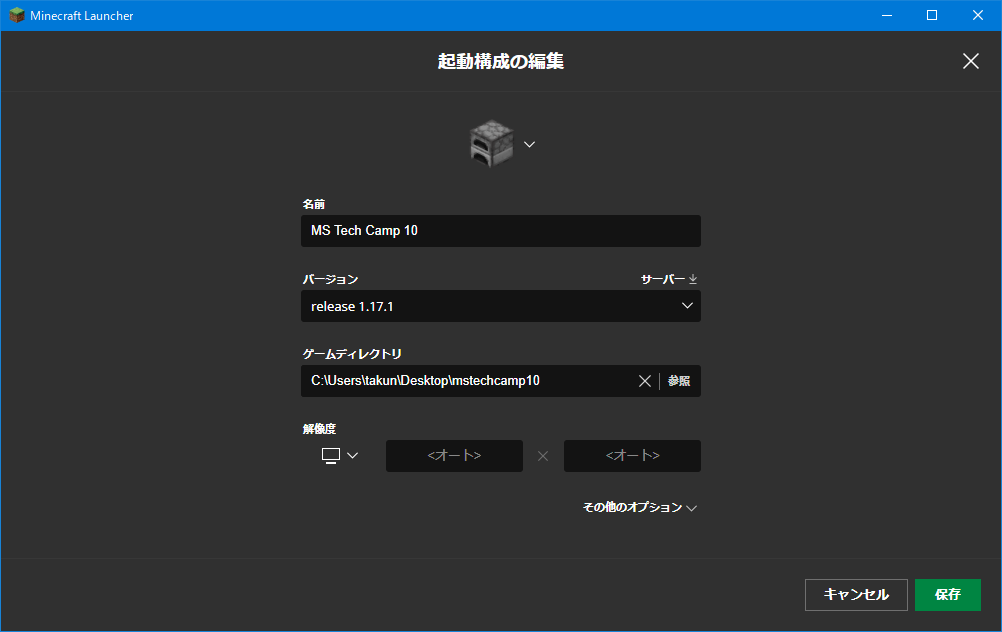 Minecraft Launcher
起動構成の編集
名前
MS Tech Camp 10
バージョン サーバー
release 1.17.1
ゲームディレクトリ
C:\Users\takun\Desktop\mstechcamp10 参照
解像度
<オート> <オート>
その他のオプション
キャンセル 保存